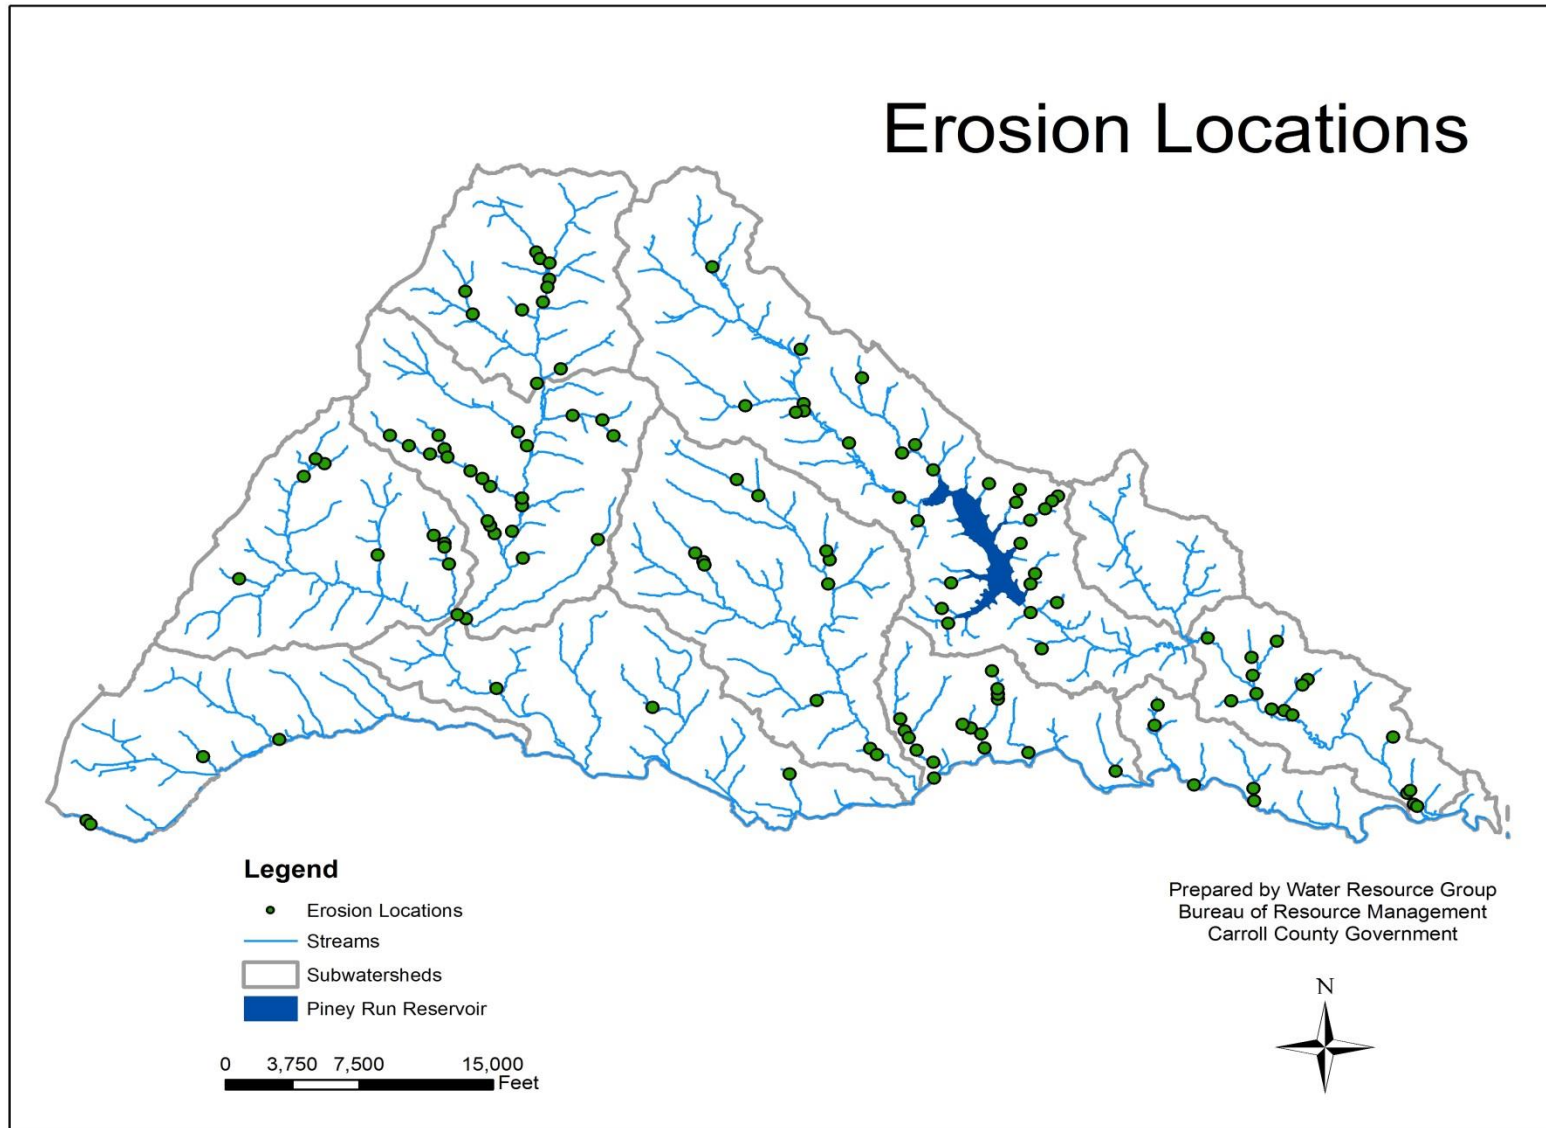 Erosion Locations
Legend
Erosion Locations
Streams
Subwatersheds
Piney Run Reservoir
0 3,750 7,500 15,000
Feet
Prepared by Water Resource Group
Bureau of Resource Management
Carroll County Government
N